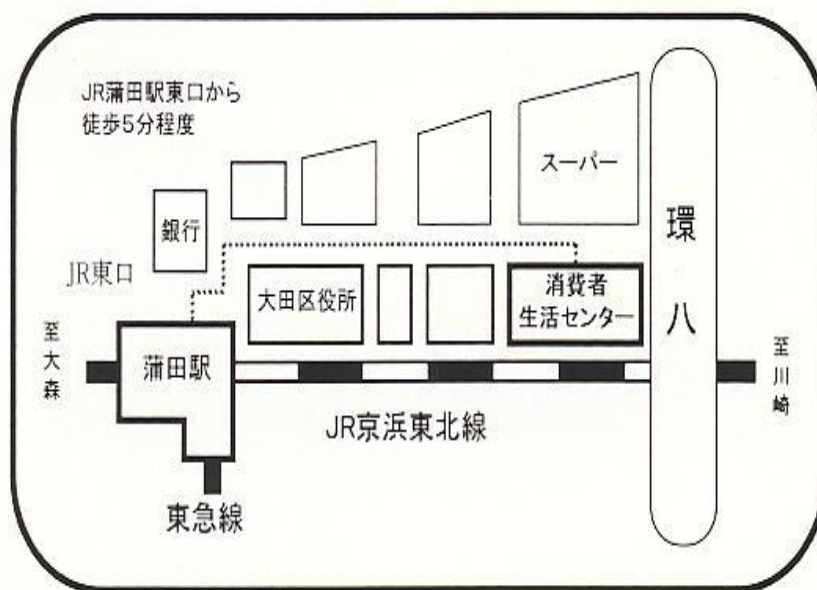 JR蒲田駅東口から
徒歩5分程度
スーパー
銀行
環八
JR東口
大田区役所
消費者
生活センター
至大森
蒲田駅
至川崎
JR京浜東北線
東急線